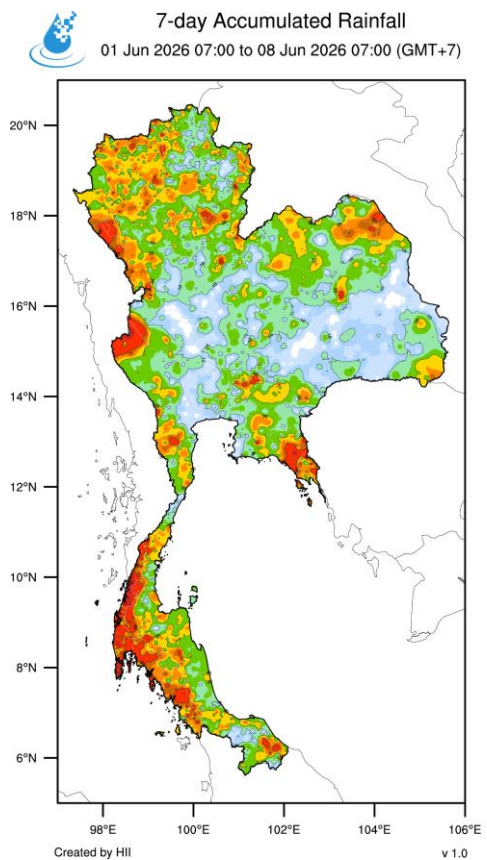 7-day Accumulated Rainfall
01 Jun 2026 07:00 to 08 Jun 2026 07:00 (GMT+7)
20°N
18°N
16°N
14°N
12°N
10°N
8°N
6°N
98°E 100°E 102°E 104°E 106°E
Created by HII v 1.0